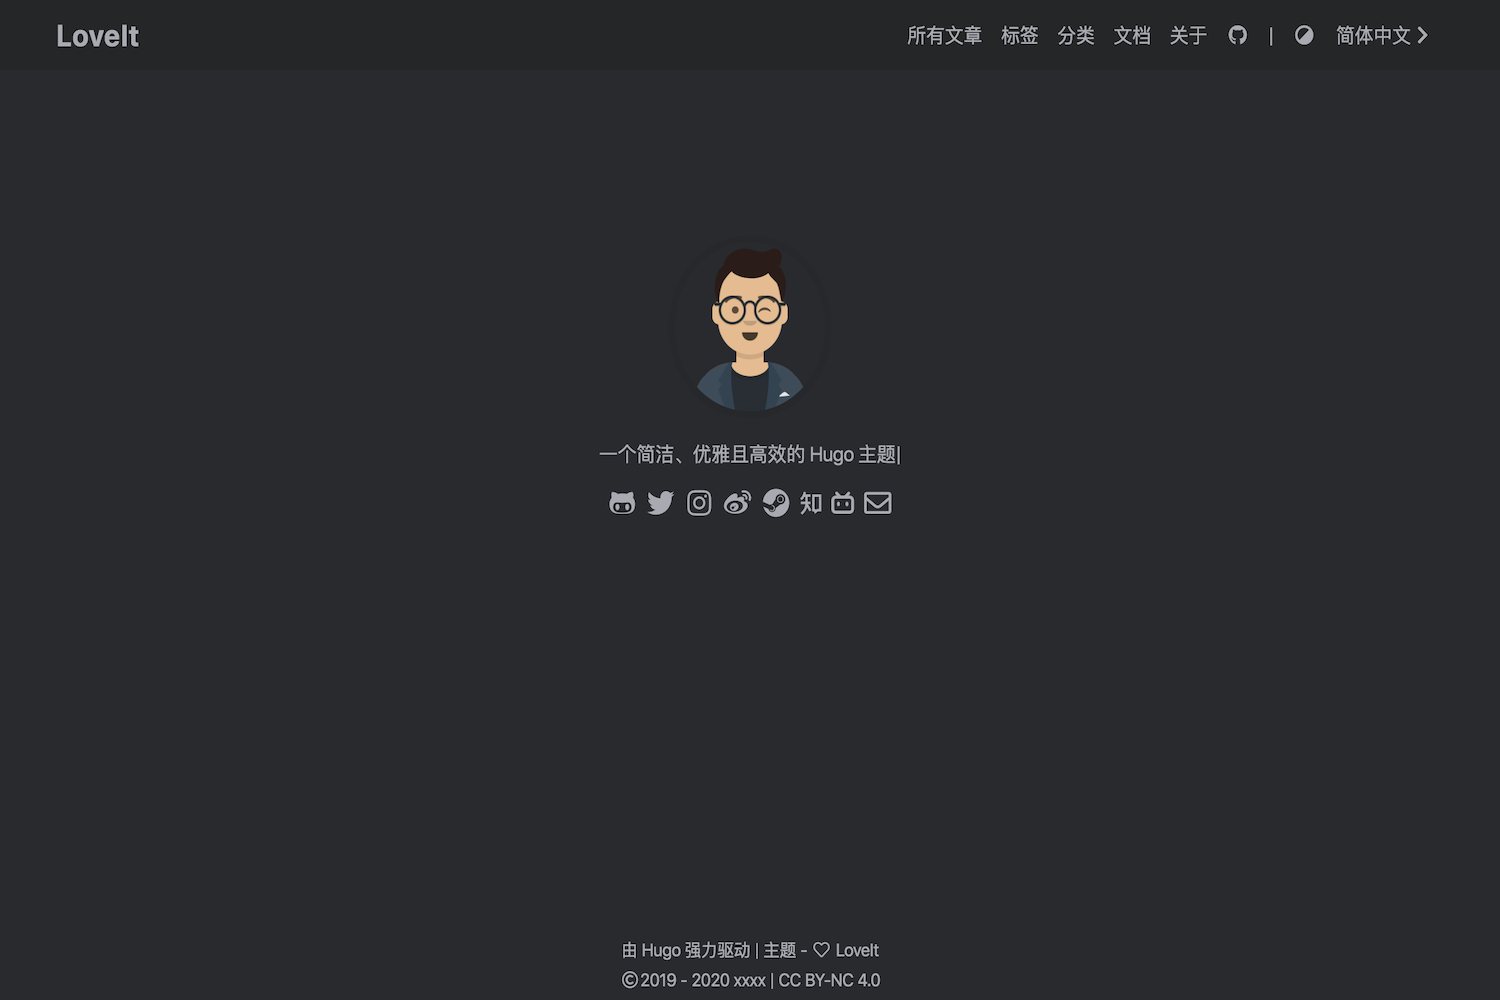 LoveIt
所有文章 标签 分类 文档 关于 | 简体中文
一个简洁、优雅且高效的 Hugo 主题|
知
由 Hugo 强力驱动 | 主题 - ♡ LoveIt
© 2019 - 2020 xxxx | CC BY-NC 4.0